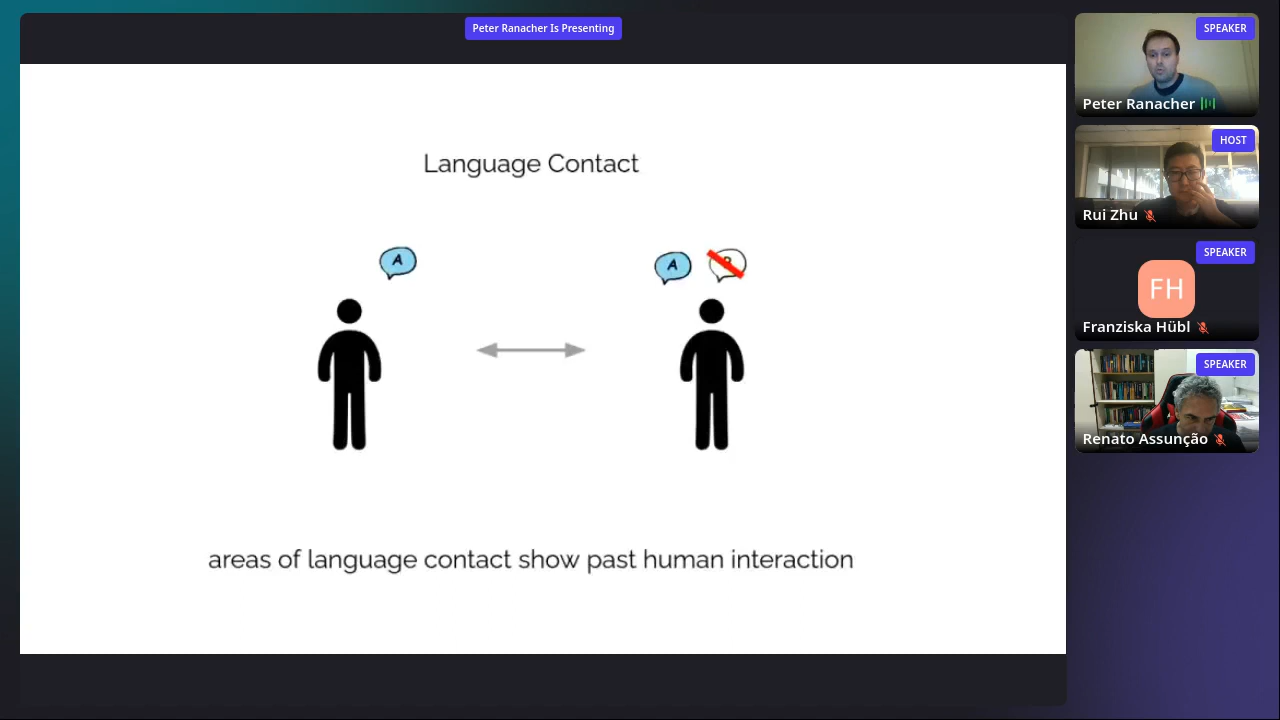 Peter Ranacher Is Presenting
Language Contact
A
A
areas of language contact show past human interaction
SPEAKER
Peter Ranacher
HOST
Rui Zhu
SPEAKER
FH
Franziska Hübl
SPEAKER
Renato Assunção